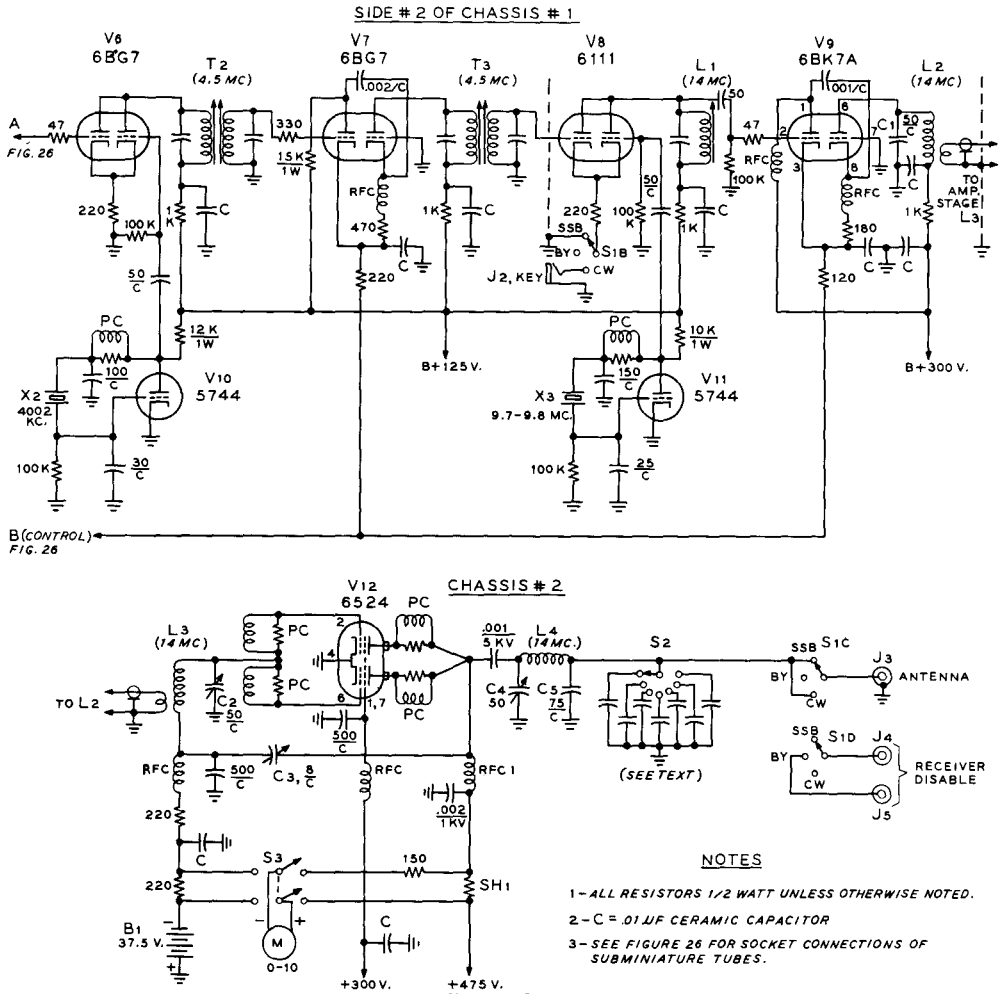 SIDE # 2 OF CHASSIS # 1
V6
6BG7
T2
(4.5 MC)
V7
6BG7
.002/C
T3
(4.5 MC)
V8
6111
L1
(14 MC)
50
V9
6BK7A
.001/C
L2
(14 MC)
A
FIG. 26
47
330
15K
1W
RFC
470
220
100K
1K
C
50
C
220
C
1K
C
220
SSB
BY
S1B
CW
J2, KEY
100K
50
C
1K
C
47
100K
RFC
1
2
3
6
7
8
C1
50
C
C
RFC
180
C
C
1K
120
TO
AMP.
STAGE
L3
PC
100
C
12K
1W
X2
4002
KC.
V10
5744
100K
30
C
B+125 V.
PC
150
C
10K
1W
X3
9.7-9.8 MC.
V11
5744
100K
25
C
B+300 V.
B (CONTROL)
FIG. 26
CHASSIS # 2
V12
6524
L3
(14 MC)
PC
PC
2
4
6
1,7
PC
PC
.001
5 KV
L4
(14 MC.)
S2
S1C
SSB
BY
CW
J3
ANTENNA
TO L2
C2
50
C
500
C
C4
50
C5
75
C
(SEE TEXT)
SSB
S1D
BY
CW
J4
J5
RECEIVER
DISABLE
RFC
500
C
C3, 8
C
RFC
RFC 1
.002
1 KV
220
C
220
S3
150
SH1
B1
37.5 V.
-
+
-
+
M
0-10
C
+300 V.
+475 V.
NOTES
1-ALL RESISTORS 1/2 WATT UNLESS OTHERWISE NOTED.
2-C = .01 µF CERAMIC CAPACITOR
3-SEE FIGURE 26 FOR SOCKET CONNECTIONS OF
SUBMINIATURE TUBES.